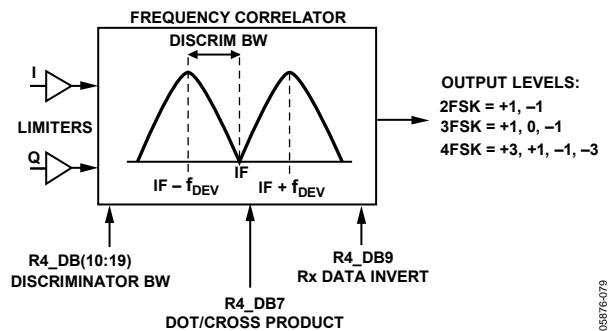 FREQUENCY CORRELATOR
DISCRIM BW
I
LIMITERS
Q
IF
IF – fDEV
IF + fDEV
OUTPUT LEVELS:
2FSK = +1, –1
3FSK = +1, 0, –1
4FSK = +3, +1, –1, –3
R4_DB(10:19)
DISCRIMINATOR BW
R4_DB7
DOT/CROSS PRODUCT
R4_DB9
Rx DATA INVERT
05876-079